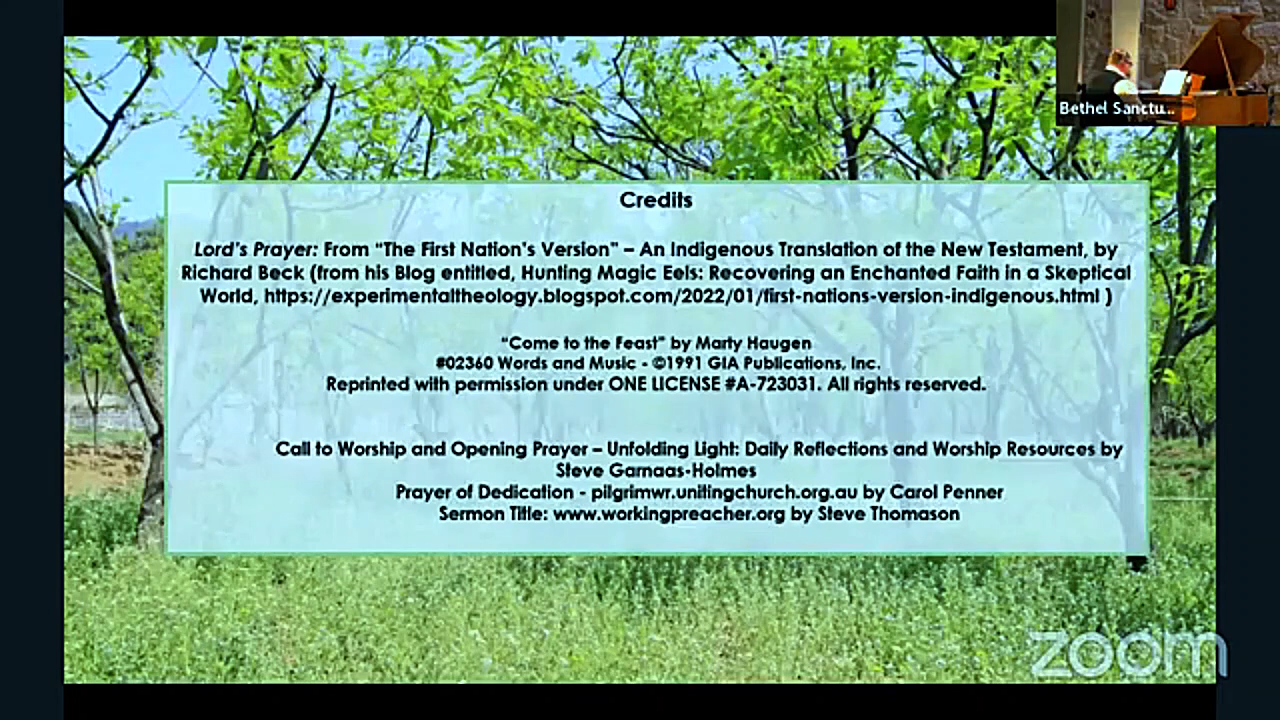 Bethel Sanctu...
Credits
Lord's Prayer: From "The First Nation's Version" – An Indigenous Translation of the New Testament, by
Richard Beck (from his Blog entitled, Hunting Magic Eels: Recovering an Enchanted Faith in a Skeptical
World, https://experimentaltheology.blogspot.com/2022/01/first-nations-version-indigenous.html )
"Come to the Feast" by Marty Haugen
#02360 Words and Music - ©1991 GIA Publications, Inc.
Reprinted with permission under ONE LICENSE #A-723031. All rights reserved.
Call to Worship and Opening Prayer – Unfolding Light: Daily Reflections and Worship Resources by
Steve Garnaas-Holmes
Prayer of Dedication - pilgrimwr.unitingchurch.org.au by Carol Penner
Sermon Title: www.workingpreacher.org by Steve Thomason
zoom